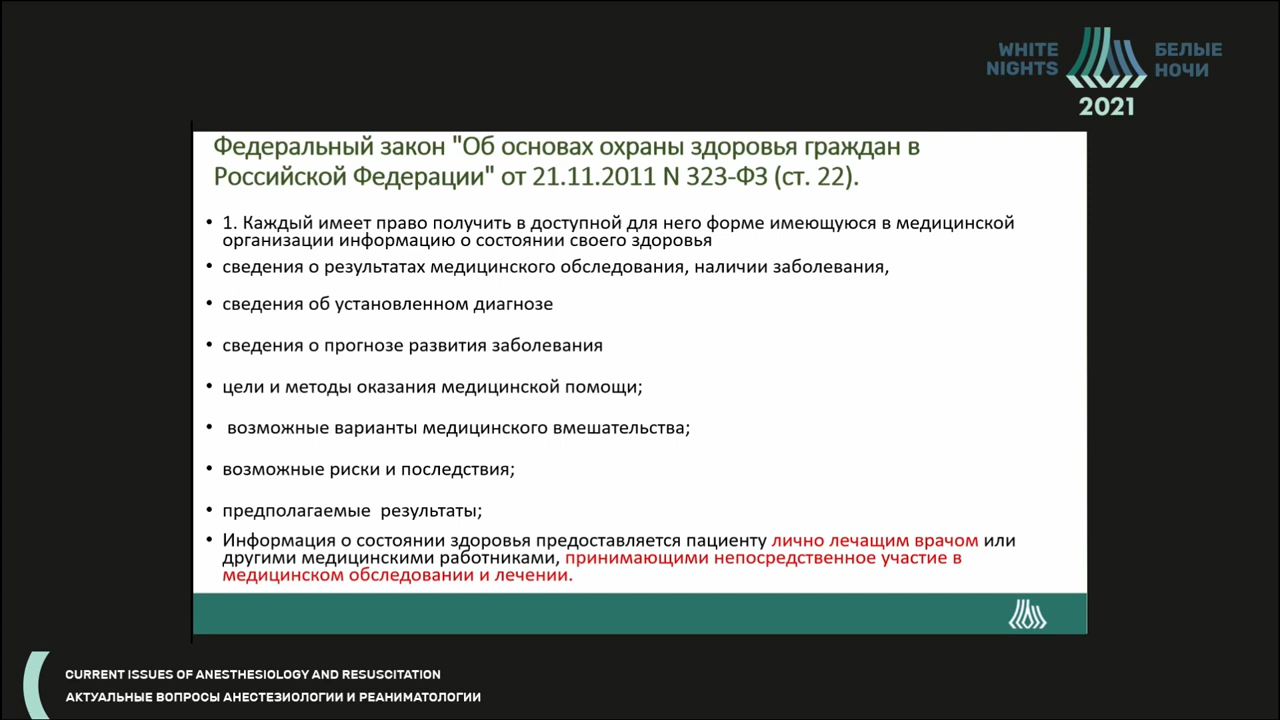 WHITE NIGHTS
БЕЛЫЕ НОЧИ
2021
Федеральный закон "Об основах охраны здоровья граждан в
Российской Федерации" от 21.11.2011 N 323-ФЗ (ст. 22).
• 1. Каждый имеет право получить в доступной для него форме имеющуюся в медицинской
организации информацию о состоянии своего здоровья
• сведения о результатах медицинского обследования, наличии заболевания,
• сведения об установленном диагнозе
• сведения о прогнозе развития заболевания
• цели и методы оказания медицинской помощи;
• возможные варианты медицинского вмешательства;
• возможные риски и последствия;
• предполагаемые  результаты;
• Информация о состоянии здоровья предоставляется пациенту лично лечащим врачом или
другими медицинскими работниками, принимающими непосредственное участие в
медицинском обследовании и лечении.
CURRENT ISSUES OF ANESTHESIOLOGY AND RESUSCITATION
АКТУАЛЬНЫЕ ВОПРОСЫ АНЕСТЕЗИОЛОГИИ И РЕАНИМАТОЛОГИИ